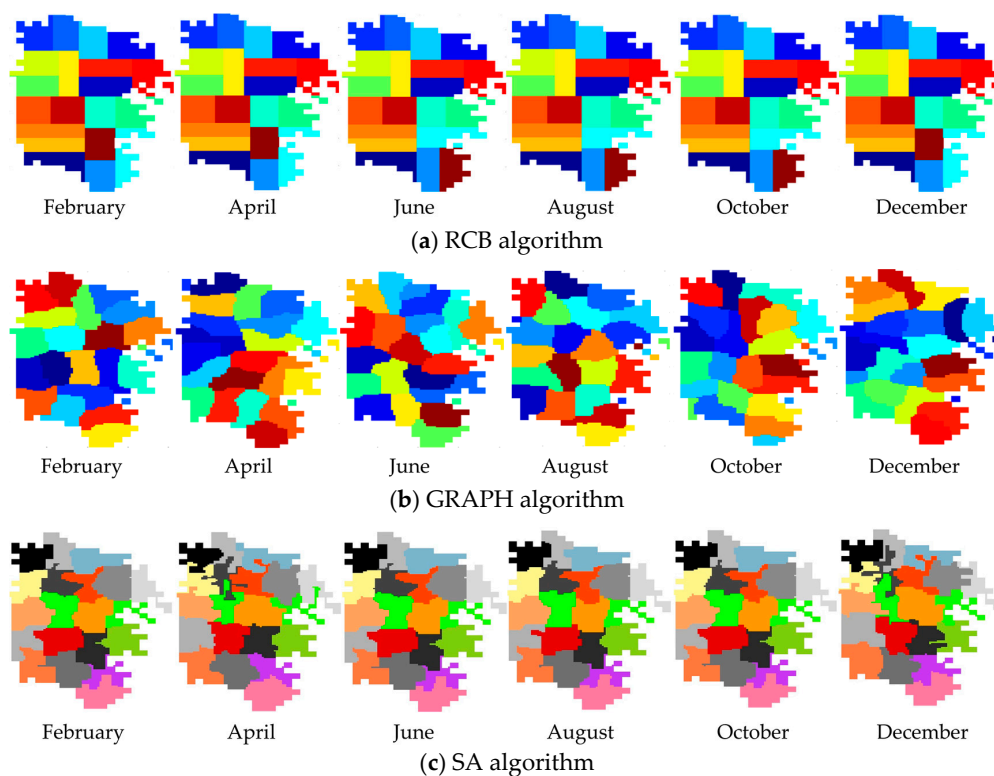 February April June August October December
(a) RCB algorithm
February April June August October December
(b) GRAPH algorithm
February April June August October December
(c) SA algorithm